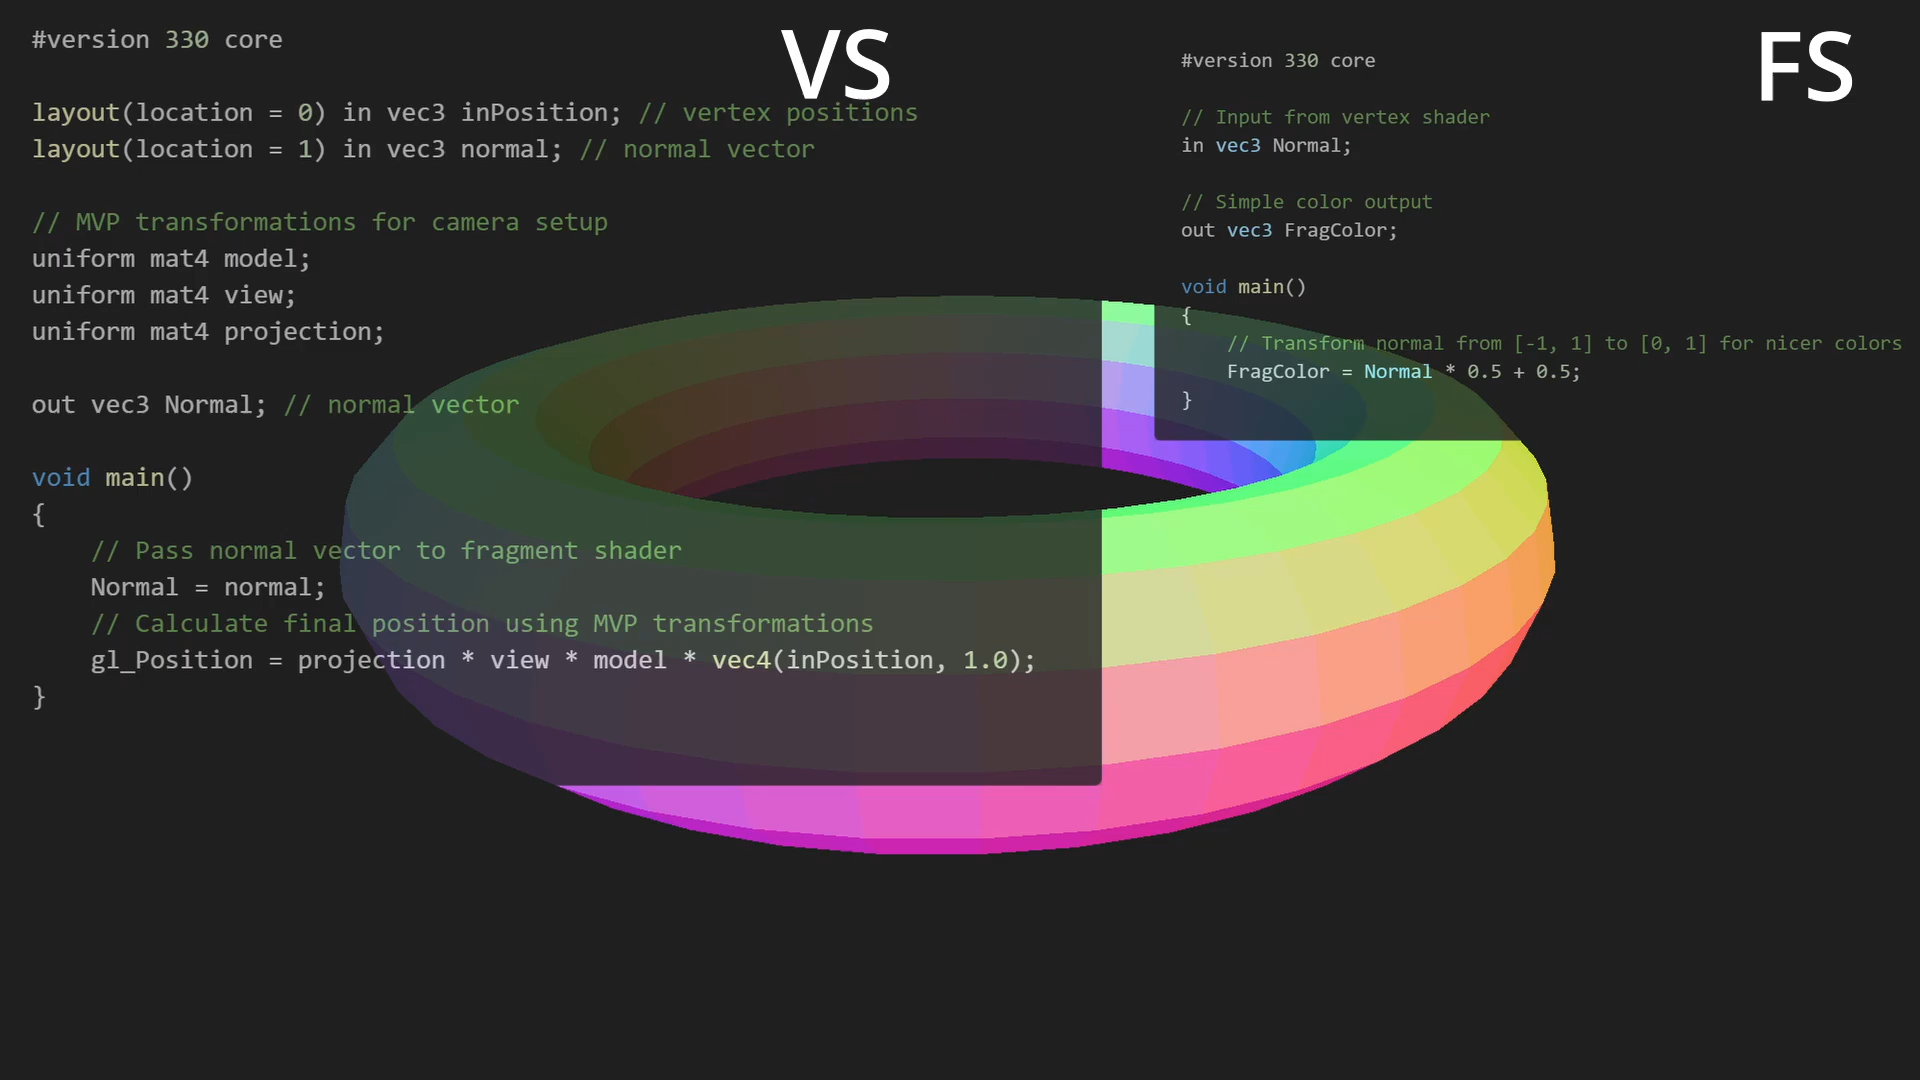 VS
#version 330 core
layout(location = 0) in vec3 inPosition; // vertex positions
layout(location = 1) in vec3 normal; // normal vector
// MVP transformations for camera setup
uniform mat4 model;
uniform mat4 view;
uniform mat4 projection;
out vec3 Normal; // normal vector
void main()
{
    // Pass normal vector to fragment shader
    Normal = normal;
    // Calculate final position using MVP transformations
    gl_Position = projection * view * model * vec4(inPosition, 1.0);
}
FS
#version 330 core
// Input from vertex shader
in vec3 Normal;
// Simple color output
out vec3 FragColor;
void main()
{
    // Transform normal from [-1, 1] to [0, 1] for nicer colors
    FragColor = Normal * 0.5 + 0.5;
}